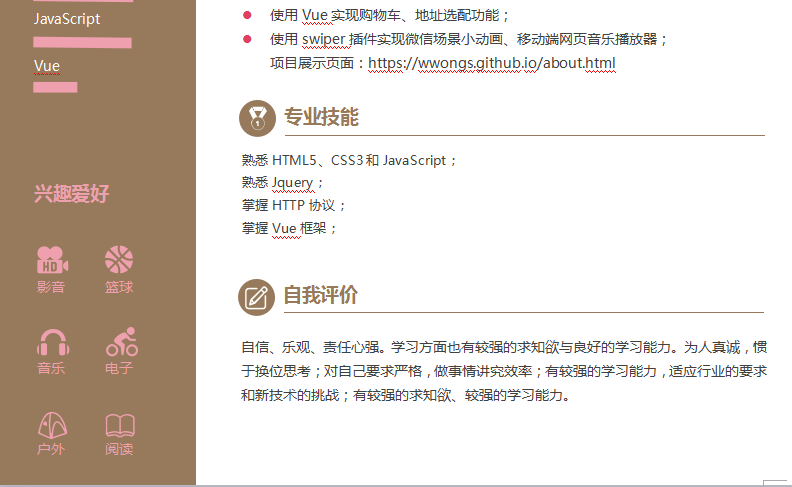 JavaScript
Vue
兴趣爱好
HD
影音
篮球
音乐
电子
户外
阅读
使用 Vue 实现购物车、地址选配功能；
使用 swiper 插件实现微信场景小动画、移动端网页音乐播放器；
项目展示页面：https://wwongs.github.io/about.html
1
专业技能
熟悉 HTML5、CSS3 和 JavaScript；
熟悉 Jquery；
掌握 HTTP 协议；
掌握 Vue 框架；
自我评价
自信、乐观、责任心强。学习方面也有较强的求知欲与良好的学习能力。为人真诚，惯
于换位思考；对自己要求严格，做事情讲究效率；有较强的学习能力，适应行业的要求
和新技术的挑战；有较强的求知欲、较强的学习能力。